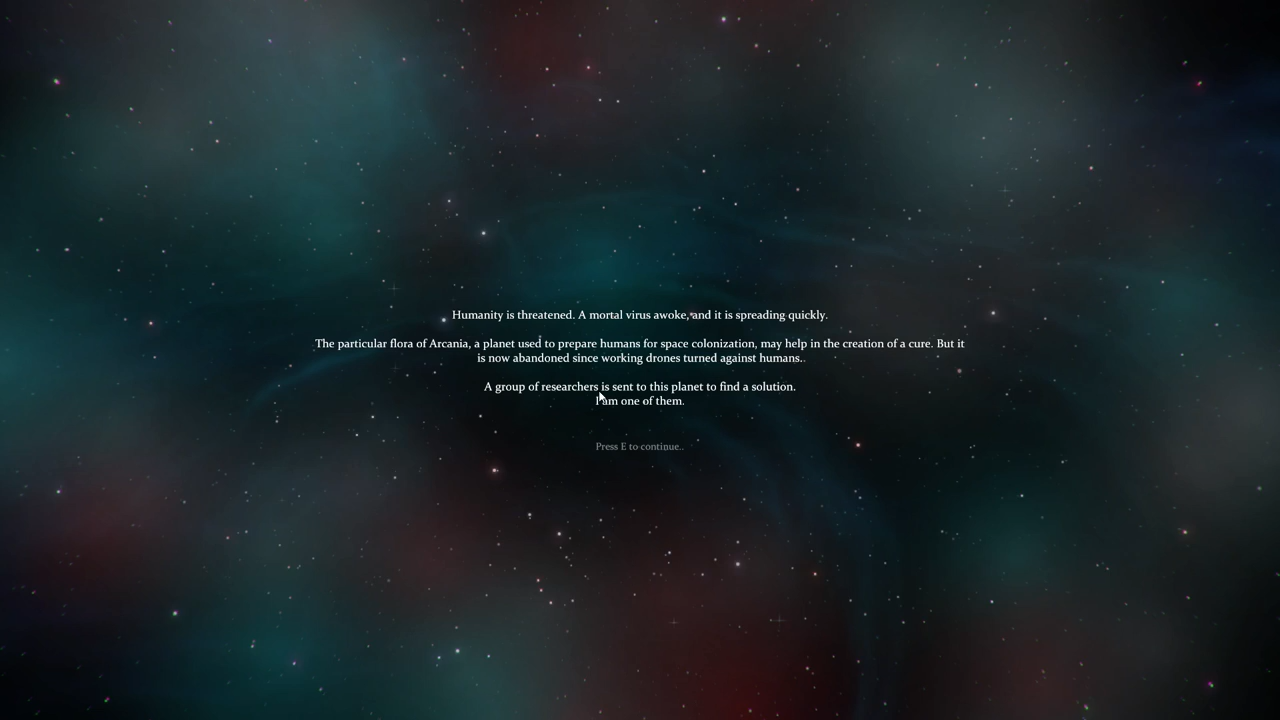 Humanity is threatened. A mortal virus awoke, and it is spreading quickly.
The particular flora of Arcania, a planet used to prepare humans for space colonization, may help in the creation of a cure. But it
is now abandoned since working drones turned against humans..
A group of researchers is sent to this planet to find a solution.
I am one of them.
Press E to continue..